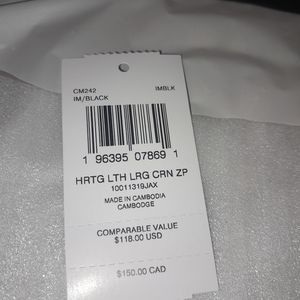 CM242 IMBLK
IM/BLACK
1 96395 07869 1
HRTG LTH LRG CRN ZP
10011319JAX
MADE IN CAMBODIA
CAMBODGE
COMPARABLE VALUE
$118.00 USD
$150.00 CAD